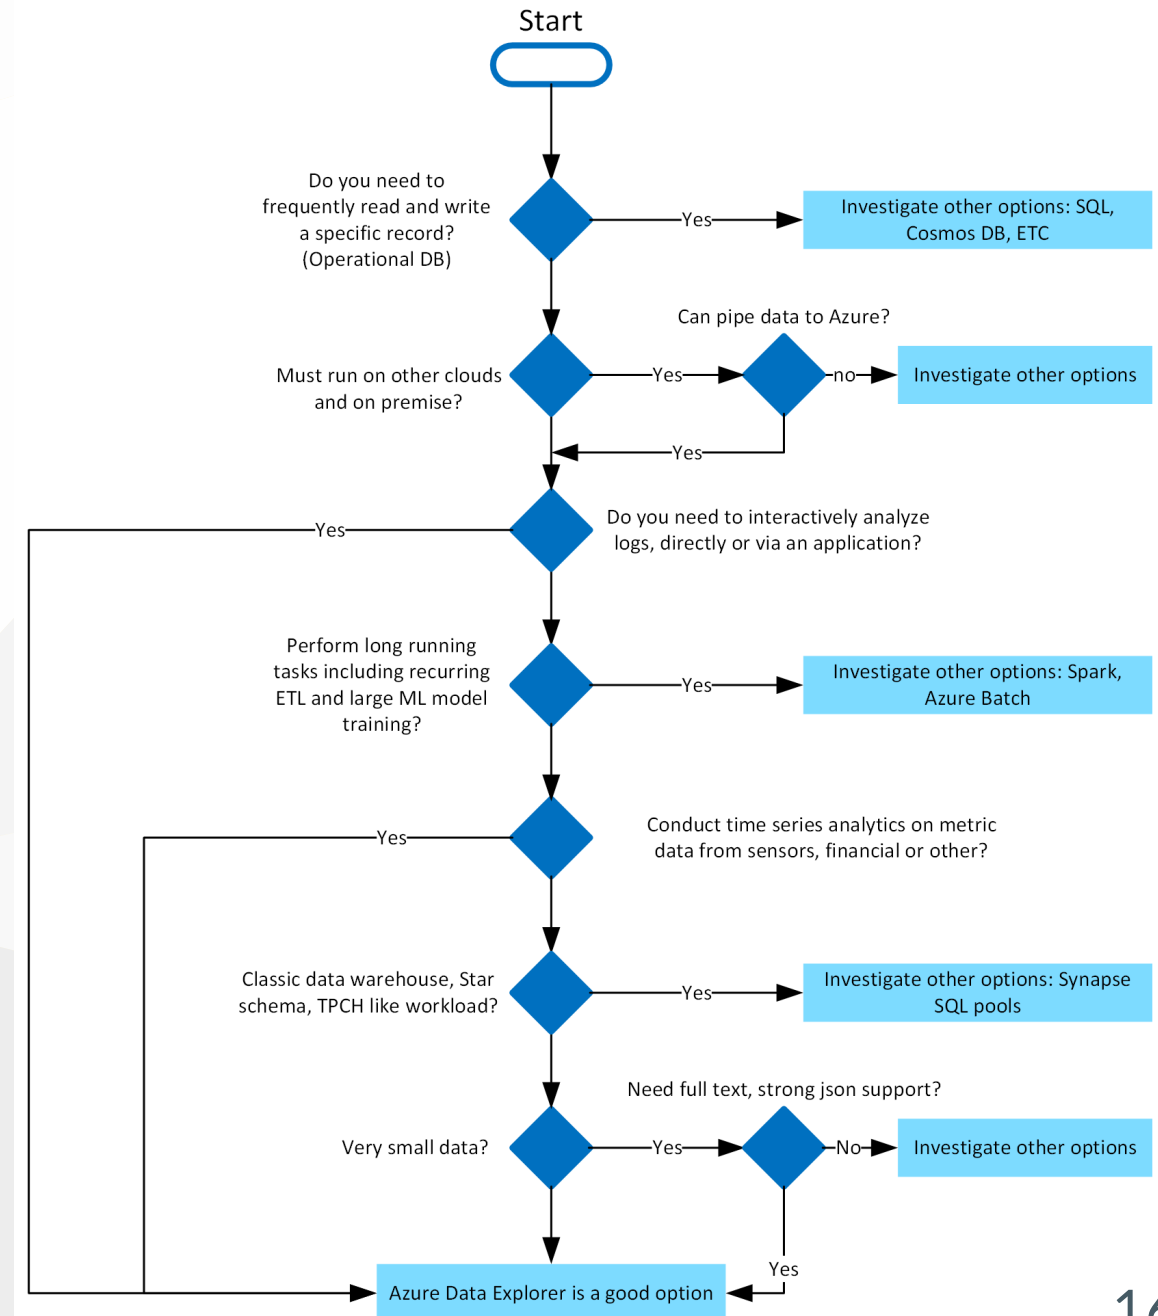 Start
Do you need to
frequently read and write
a specific record?
(Operational DB)
Yes
Investigate other options: SQL,
Cosmos DB, ETC
Can pipe data to Azure?
Must run on other clouds
and on premise?
Yes
no
Investigate other options
Yes
Yes
Do you need to interactively analyze
logs, directly or via an application?
Perform long running
tasks including recurring
ETL and large ML model
training?
Yes
Investigate other options: Spark,
Azure Batch
Yes
Conduct time series analytics on metric
data from sensors, financial or other?
Classic data warehouse, Star
schema, TPCH like workload?
Yes
Investigate other options: Synapse
SQL pools
Need full text, strong json support?
Very small data?
Yes
No
Investigate other options
Yes
Azure Data Explorer is a good option